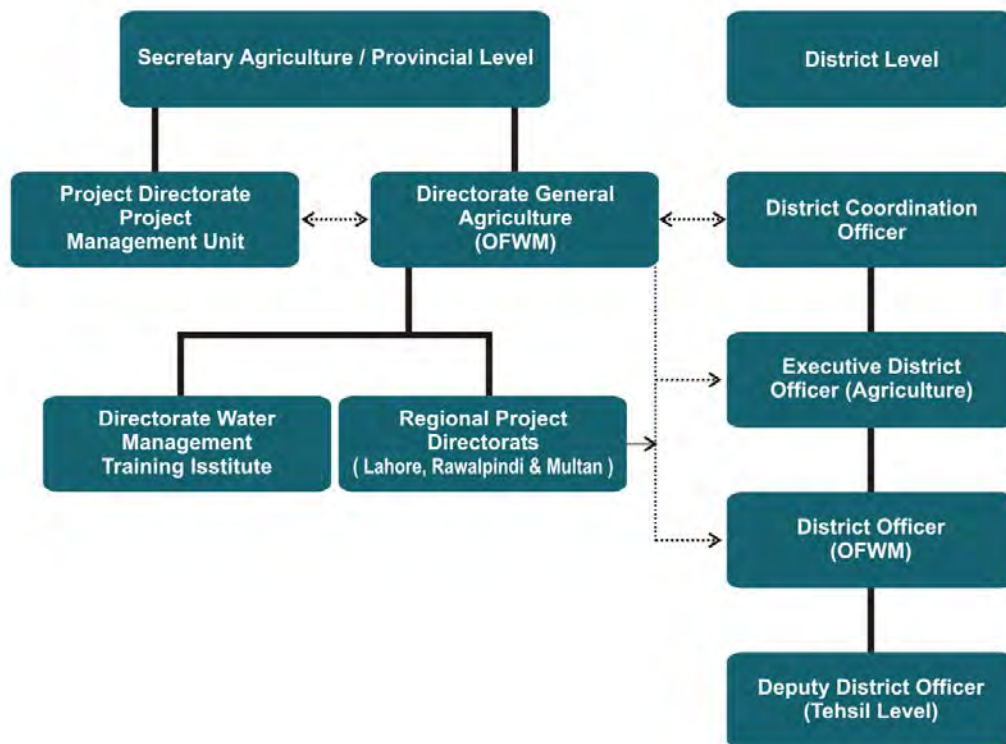 Secretary Agriculture / Provincial Level
District Level
Project Directorate
Project
Management Unit
Directorate General
Agriculture
(OFWM)
District Coordination
Officer
Executive District
Officer (Agriculture)
Directorate Water
Management
Training Isstitute
Regional Project
Directorats
( Lahore, Rawalpindi & Multan )
District Officer
(OFWM)
Deputy District Officer
(Tehsil Level)